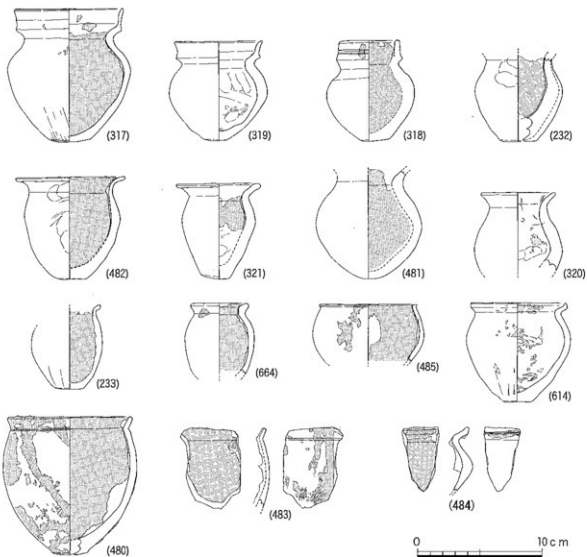 (317) (319) (318) (232)
(482) (321) (481) (320)
(233) (664) (485) (614)
(480) (483) (484)
0 10cm